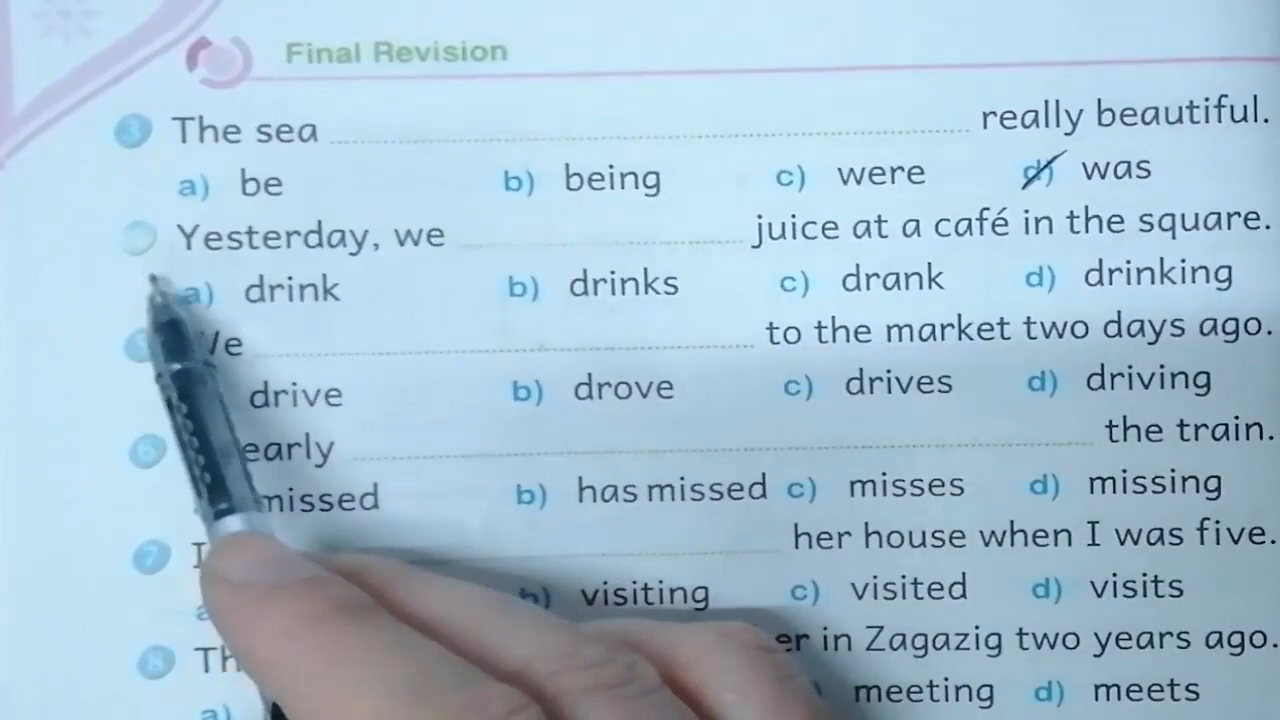 Final Revision
3 The sea really beautiful.
a) be b) being c) were d) was
Yesterday, we juice at a café in the square.
a) drink b) drinks c) drank d) drinking
to the market two days ago.
drive b) drove c) drives d) driving
6 early the train.
missed b) has missed c) misses d) missing
7 I her house when I was five.
b) visiting c) visited d) visits
8 in Zagazig two years ago.
a) meeting d) meets